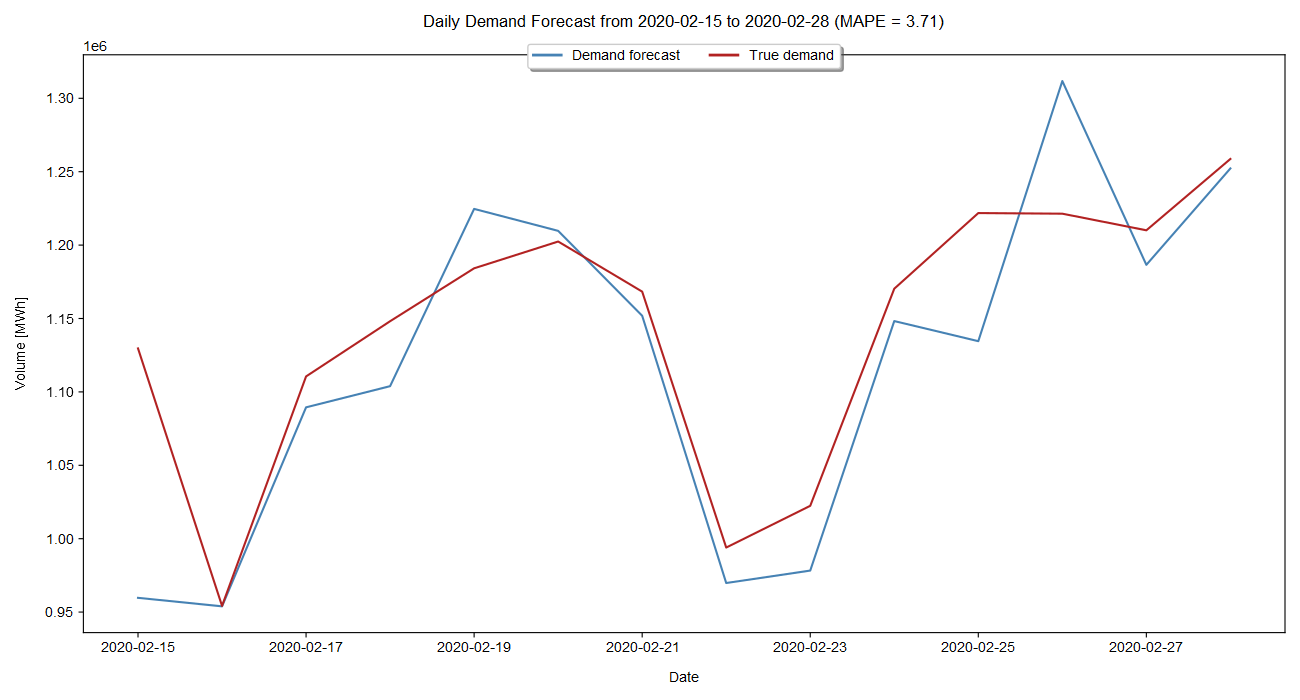 Daily Demand Forecast from 2020-02-15 to 2020-02-28 (MAPE = 3.71)
1e6
Demand forecast True demand
1.30
1.25
1.20
1.15
1.10
1.05
1.00
0.95
Volume [MWh]
2020-02-15 2020-02-17 2020-02-19 2020-02-21 2020-02-23 2020-02-25 2020-02-27
Date